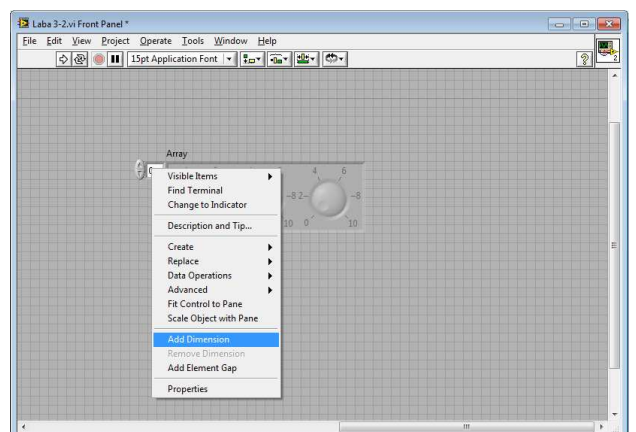 Laba 3-2.vi Front Panel *
File Edit View Project Operate Tools Window Help
15pt Application Font
?
2
Array
0
4 6
-8 2- -8
10 0 10
Visible Items
Find Terminal
Change to Indicator
Description and Tip...
Create
Replace
Data Operations
Advanced
Fit Control to Pane
Scale Object with Pane
Add Dimension
Remove Dimension
Add Element Gap
Properties